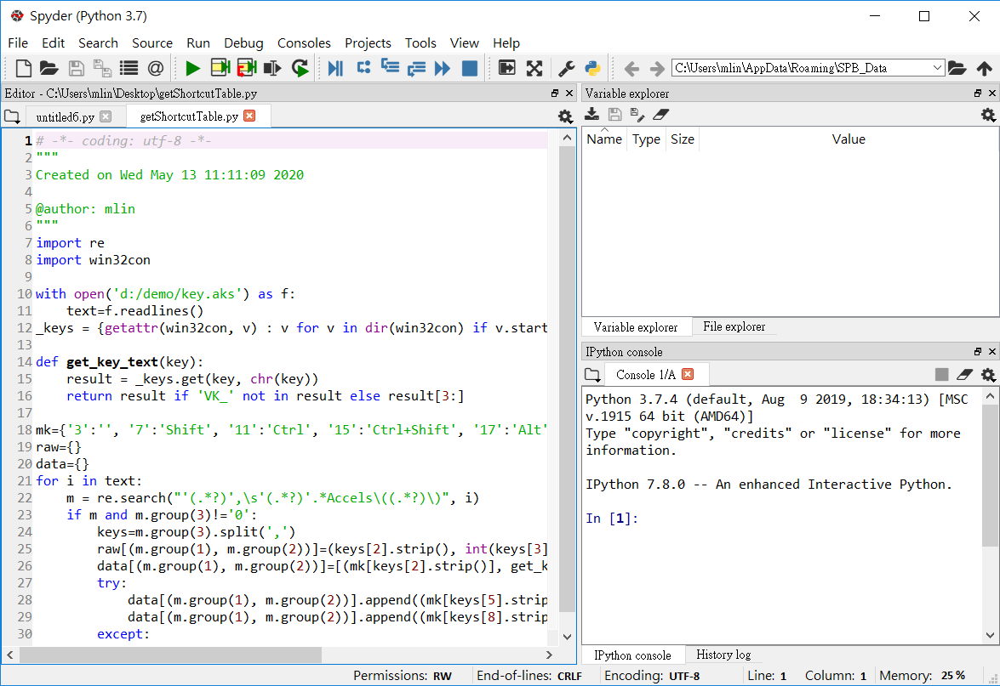 Spyder (Python 3.7)
File Edit Search Source Run Debug Consoles Projects Tools View Help
C:\Users\mlin\AppData\Roaming\SPB_Data
Editor - C:\Users\mlin\Desktop\getShortcutTable.py
untitled6.py getShortcutTable.py
1 # -*- coding: utf-8 -*-
2 """
3 Created on Wed May 13 11:11:09 2020
4
5 @author: mlin
6 """
7 import re
8 import win32con
9
10 with open('d:/demo/key.aks') as f:
11     text=f.readlines()
12 _keys = {getattr(win32con, v) : v for v in dir(win32con) if v.start
13
14 def get_key_text(key):
15     result = _keys.get(key, chr(key))
16     return result if 'VK_' not in result else result[3:]
17
18 mk={'3':'', '7':'Shift', '11':'Ctrl', '15':'Ctrl+Shift', '17':'Alt'
19 raw={}
20 data={}
21 for i in text:
22     m = re.search("'(.*?)',\s'(.*?)'.*Accels\((.*?)\)", i)
23     if m and m.group(3)!='0':
24         keys=m.group(3).split(',')
25         raw[(m.group(1), m.group(2))]=(keys[2].strip(), int(keys[3]
26         data[(m.group(1), m.group(2))]=[(mk[keys[2].strip()], get_k
27         try:
28             data[(m.group(1), m.group(2))].append((mk[keys[5].strip
29             data[(m.group(1), m.group(2))].append((mk[keys[8].strip
30         except:
Variable explorer
Name Type Size Value
Variable explorer File explorer
IPython console
Console 1/A
Python 3.7.4 (default, Aug  9 2019, 18:34:13) [MSC
v.1915 64 bit (AMD64)]
Type "copyright", "credits" or "license" for more
information.
IPython 7.8.0 -- An enhanced Interactive Python.
In [1]:
IPython console History log
Permissions: RW End-of-lines: CRLF Encoding: UTF-8 Line: 1 Column: 1 Memory: 25 %